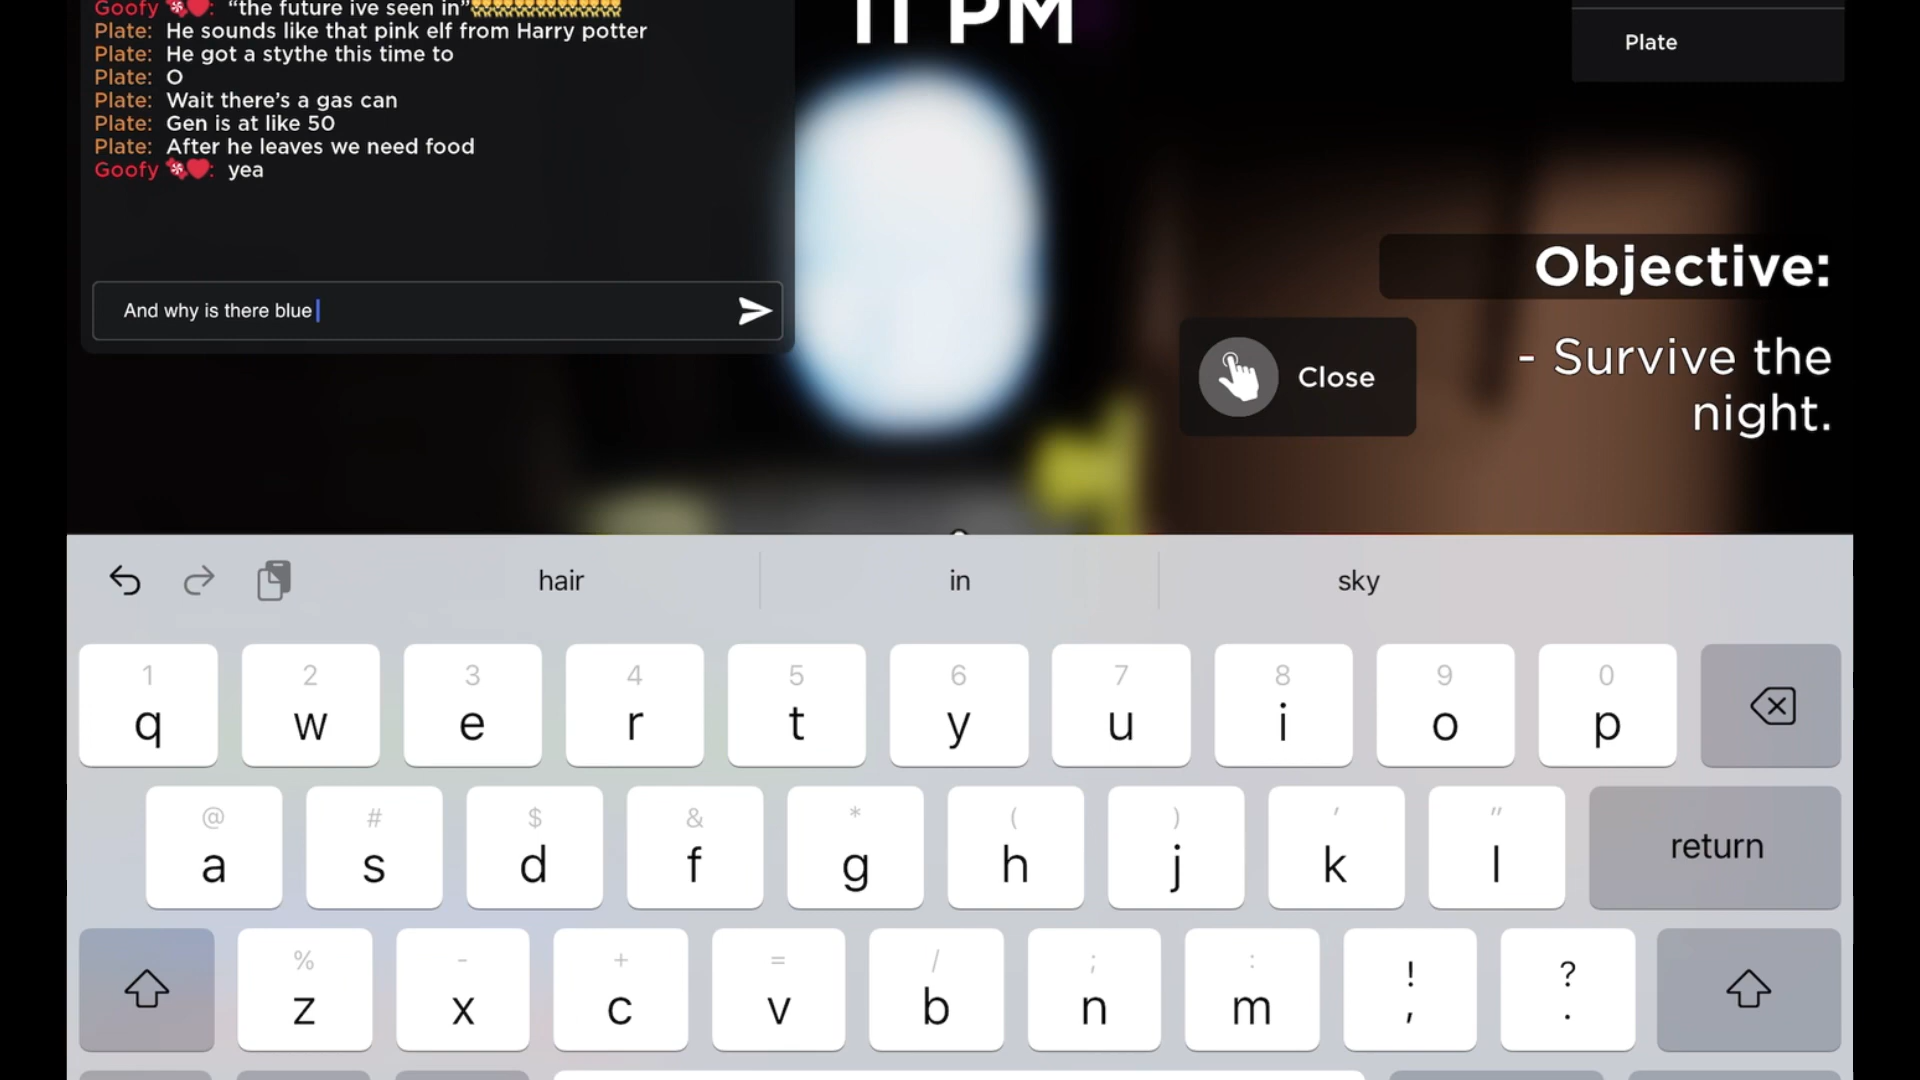 Goofy 🍬❤️: “the future ive seen in”
11 PM
Plate
Plate: He sounds like that pink elf from Harry potter
Plate: He got a stythe this time to
Plate: O
Plate: Wait there’s a gas can
Plate: Gen is at like 50
Plate: After he leaves we need food
Goofy 🍬❤️: yea
And why is there blue
Objective:
- Survive the
night.
Close
hair in sky
1 2 3 4 5 6 7 8 9 0
q w e r t y u i o p
@ # $ & * ( ) ' "
a s d f g h j k l return
% - + = / ; : ! ?
z x c v b n m , .